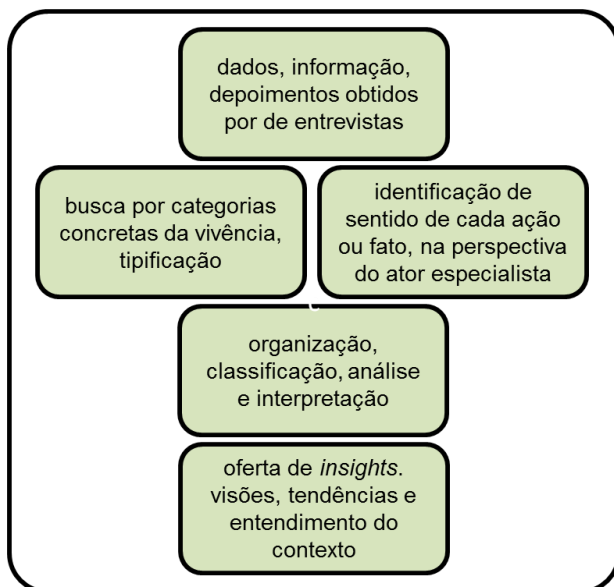 dados, informação,
depoimentos obtidos
por de entrevistas
busca por categorias
concretas da vivência,
tipificação
identificação de
sentido de cada ação
ou fato, na perspectiva
do ator especialista
organização,
classificação, análise
e interpretação
oferta de insights.
visões, tendências e
entendimento do
contexto